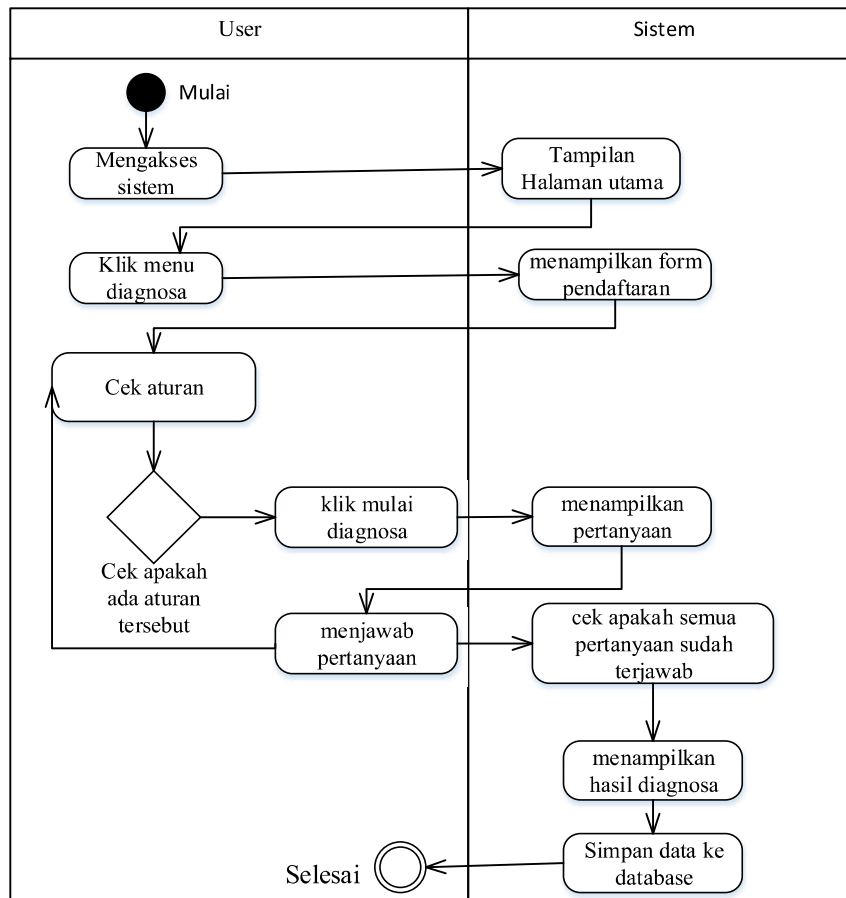 User
Sistem
Mulai
Mengakses
sistem
Tampilan
Halaman utama
Klik menu
diagnosa
menampilkan form
pendaftaran
Cek aturan
klik mulai
diagnosa
menampilkan
pertanyaan
Cek apakah
ada aturan
tersebut
menjawab
pertanyaan
cek apakah semua
pertanyaan sudah
terjawab
menampilkan
hasil diagnosa
Simpan data ke
database
Selesai